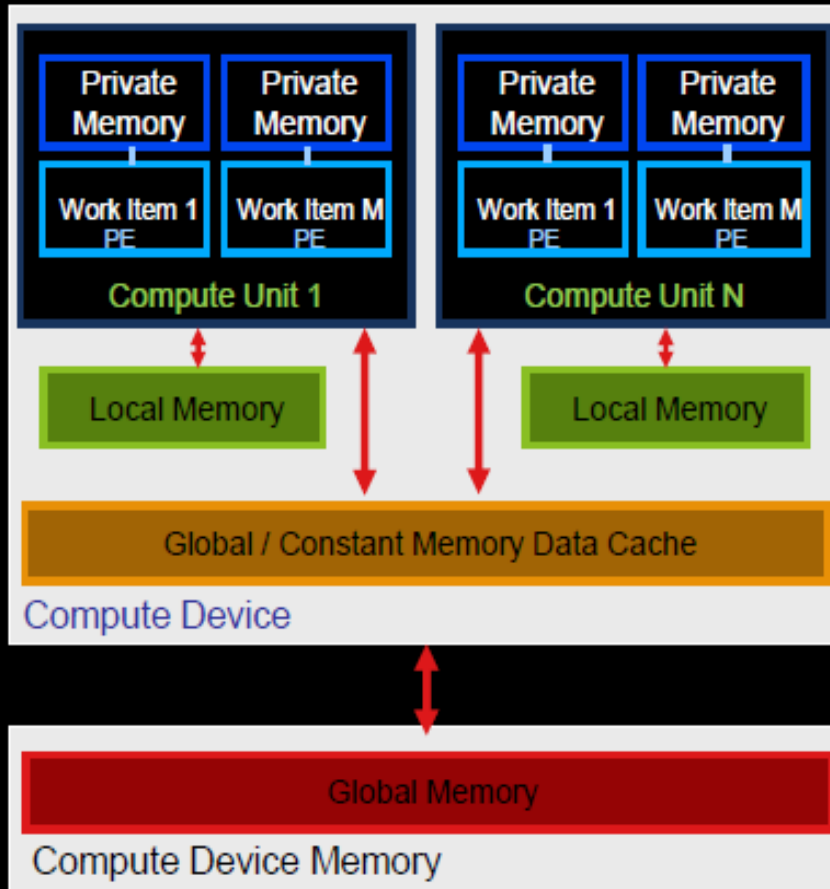 Private Memory
Private Memory
Private Memory
Private Memory
Work Item 1
PE
Work Item M
PE
Work Item 1
PE
Work Item M
PE
Compute Unit 1
Compute Unit N
Local Memory
Local Memory
Global / Constant Memory Data Cache
Compute Device
Global Memory
Compute Device Memory